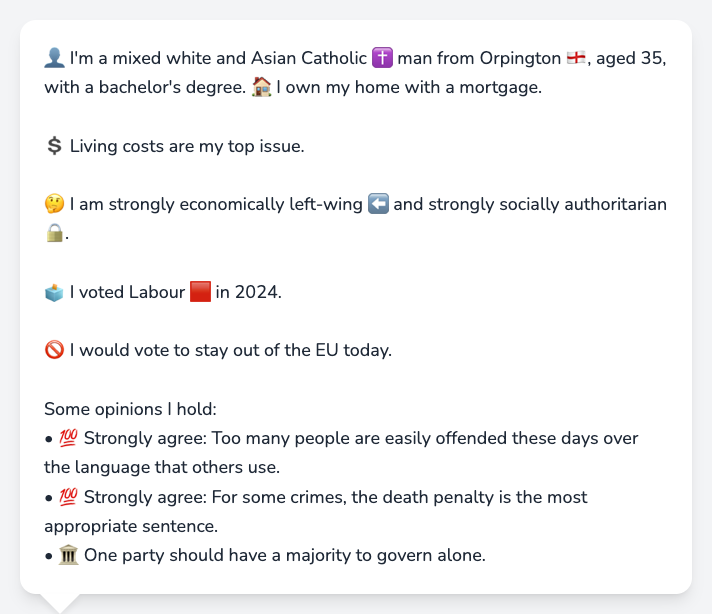 👤 I'm a mixed white and Asian Catholic ✝️ man from Orpington 🏴󠁧󠁢󠁥󠁮󠁧󠁿, aged 35,
with a bachelor's degree. 🏠 I own my home with a mortgage.
💲 Living costs are my top issue.
🤔 I am strongly economically left-wing ⬅️ and strongly socially authoritarian
🔒.
🗳️ I voted Labour 🟥 in 2024.
🚫 I would vote to stay out of the EU today.
Some opinions I hold:
• 💯 Strongly agree: Too many people are easily offended these days over
the language that others use.
• 💯 Strongly agree: For some crimes, the death penalty is the most
appropriate sentence.
• 🏛️ One party should have a majority to govern alone.